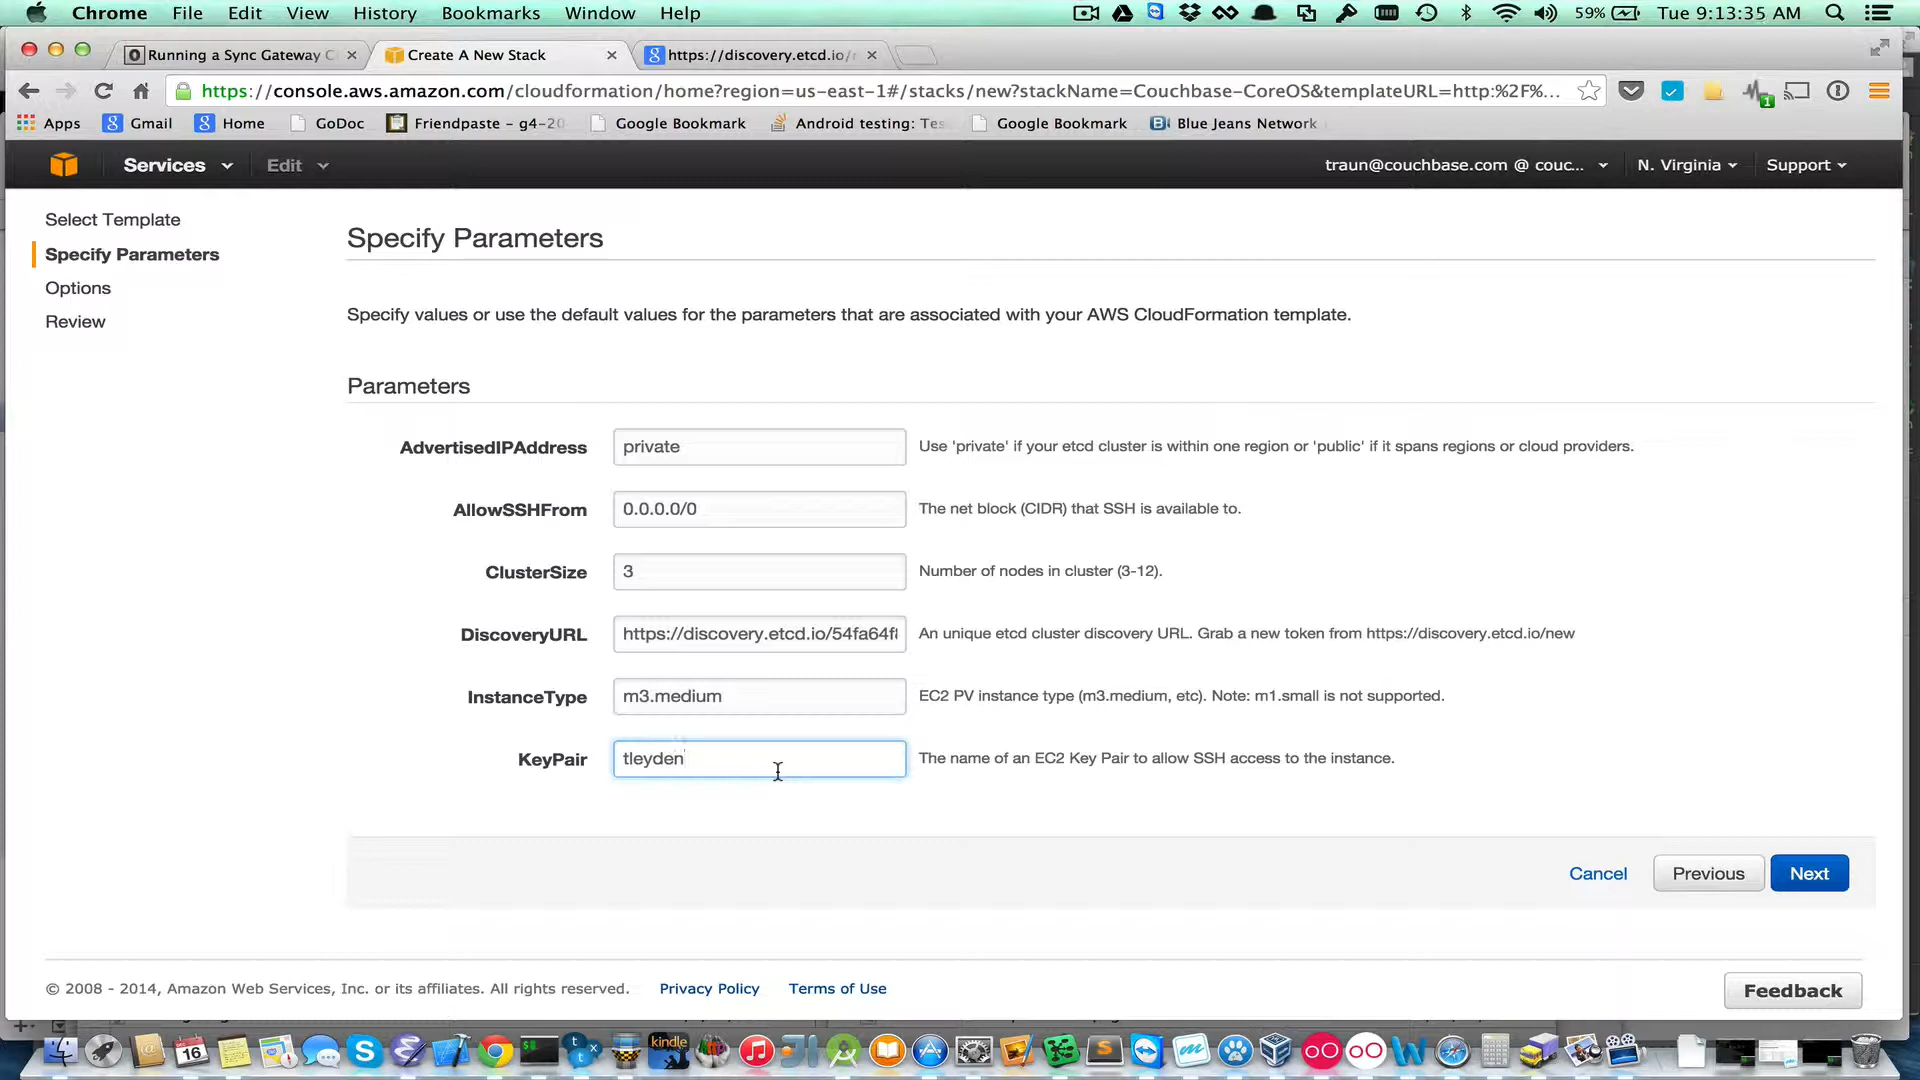 Chrome File Edit View History Bookmarks Window Help 59% Tue 9:13:35 AM
Running a Sync Gateway C Create A New Stack https://discovery.etcd.io/
https://console.aws.amazon.com/cloudformation/home?region=us-east-1#/stacks/new?stackName=Couchbase-CoreOS&templateURL=http:%2F%...
Apps Gmail Home GoDoc Friendpaste - g4-20 Google Bookmark Android testing: Tes Google Bookmark Blue Jeans Network
Services Edit traun@couchbase.com @ couc... N. Virginia Support
Select Template
Specify Parameters
Options
Review
Specify Parameters
Specify values or use the default values for the parameters that are associated with your AWS CloudFormation template.
Parameters
AdvertisedIPAddress private Use 'private' if your etcd cluster is within one region or 'public' if it spans regions or cloud providers.
AllowSSHFrom 0.0.0.0/0 The net block (CIDR) that SSH is available to.
ClusterSize 3 Number of nodes in cluster (3-12).
DiscoveryURL https://discovery.etcd.io/54fa64f An unique etcd cluster discovery URL. Grab a new token from https://discovery.etcd.io/new
InstanceType m3.medium EC2 PV instance type (m3.medium, etc). Note: m1.small is not supported.
KeyPair tleyden The name of an EC2 Key Pair to allow SSH access to the instance.
Cancel Previous Next
© 2008 - 2014, Amazon Web Services, Inc. or its affiliates. All rights reserved. Privacy Policy Terms of Use
Feedback
16 kindle